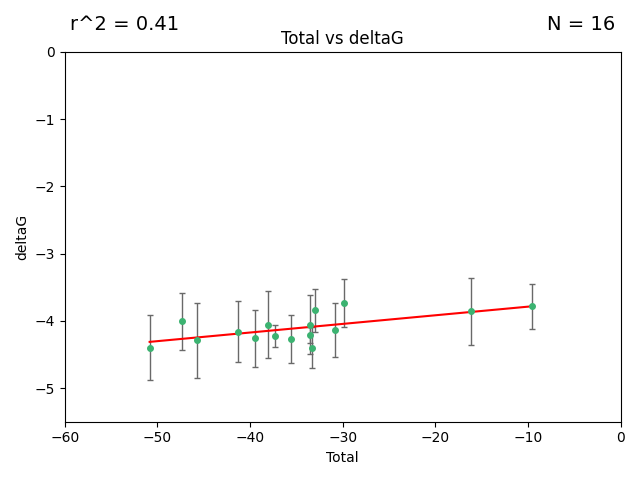 r^2 = 0.41
N = 16
Total vs deltaG
0
−1
−2
−3
−4
−5
deltaG
−60
−50
−40
−30
−20
−10
0
Total